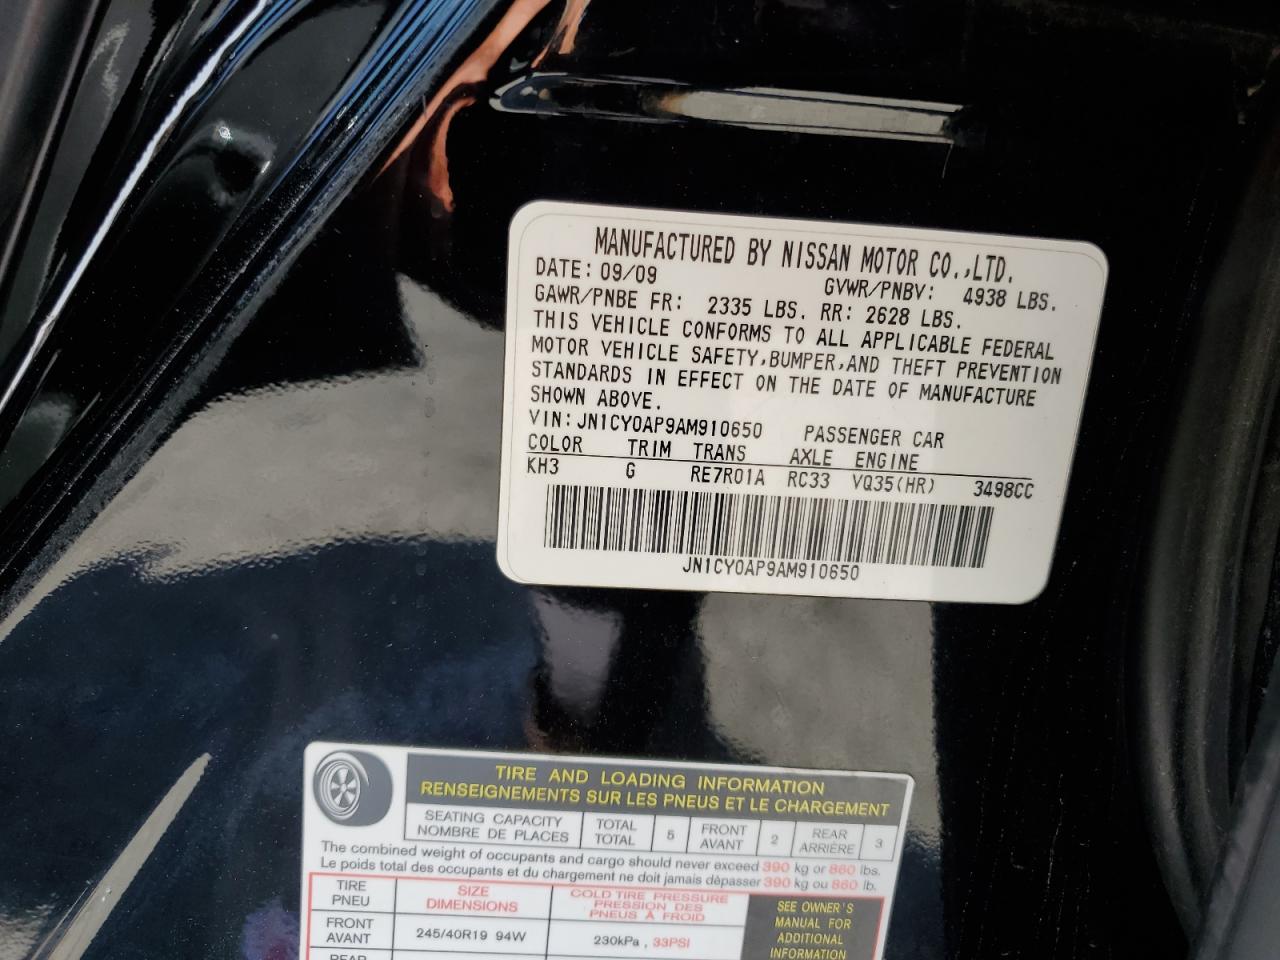 MANUFACTURED BY NISSAN MOTOR CO.,LTD.
DATE: 09/09 GVWR/PNBV: 4938 LBS.
GAWR/PNBE FR: 2335 LBS. RR: 2628 LBS.
THIS VEHICLE CONFORMS TO ALL APPLICABLE FEDERAL
MOTOR VEHICLE SAFETY,BUMPER,AND THEFT PREVENTION
STANDARDS IN EFFECT ON THE DATE OF MANUFACTURE
SHOWN ABOVE.
VIN:JN1CY0AP9AM910650 PASSENGER CAR
COLOR TRIM TRANS AXLE ENGINE
KH3 G RE7R01A RC33 VQ35(HR) 3498CC
JN1CY0AP9AM910650
TIRE AND LOADING INFORMATION
RENSEIGNEMENTS SUR LES PNEUS ET LE CHARGEMENT
SEATING CAPACITY
NOMBRE DE PLACES
TOTAL
TOTAL
5
FRONT
AVANT
2
REAR
ARRIÈRE
3
The combined weight of occupants and cargo should never exceed 390 kg or 860 lbs.
Le poids total des occupants et du chargement ne doit jamais dépasser 390 kg ou 860 lb.
TIRE
PNEU
SIZE
DIMENSIONS
COLD TIRE PRESSURE
PRESSION DES
PNEUS À FROID
SEE OWNER'S
MANUAL FOR
ADDITIONAL
INFORMATION
FRONT
AVANT
245/40R19 94W
230kPa , 33PSI
REAR